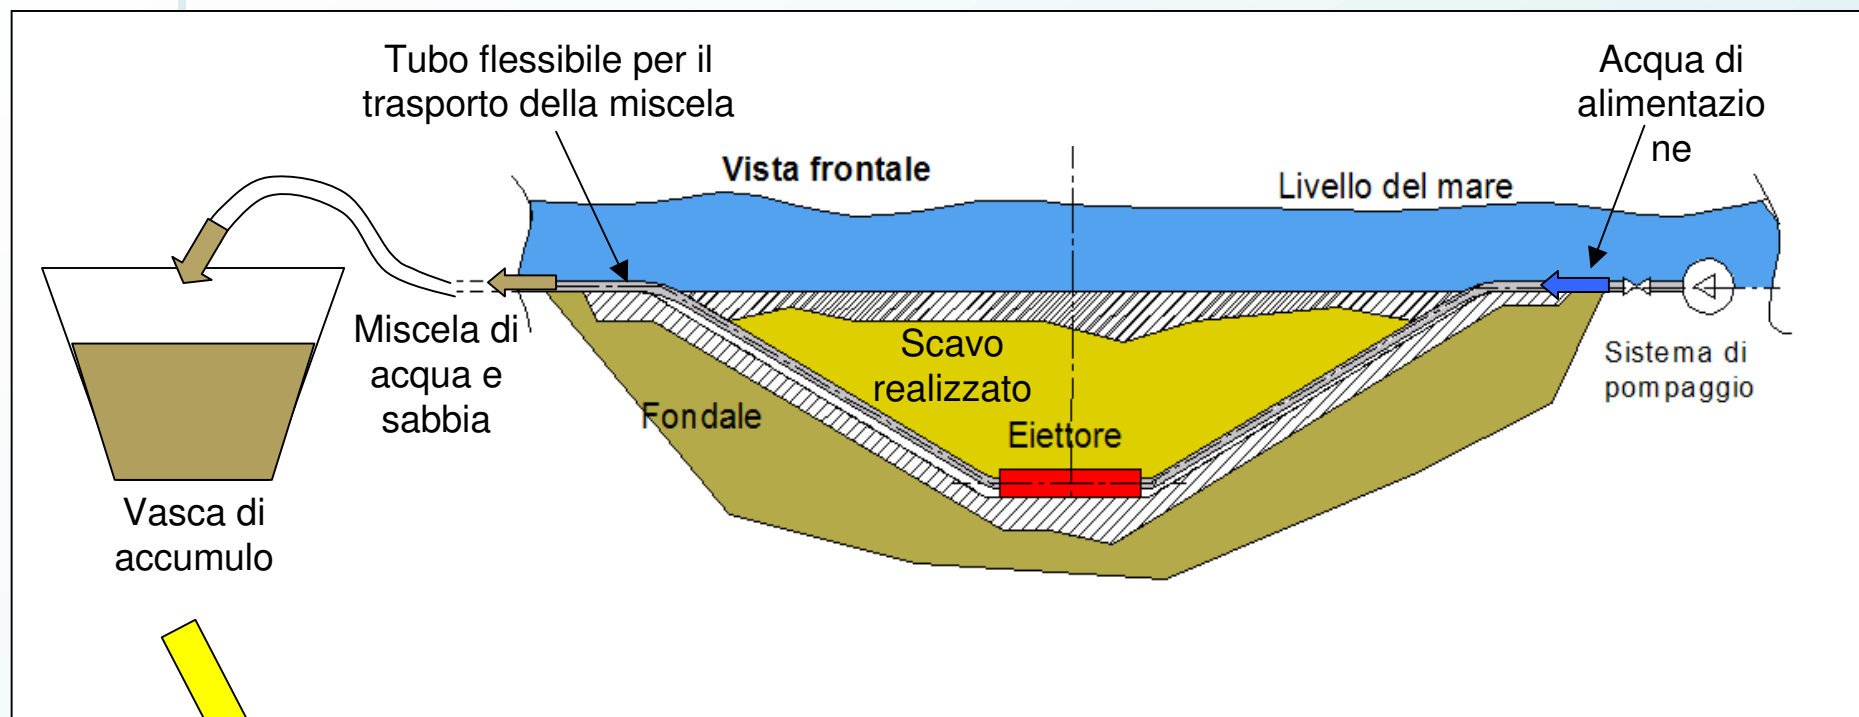 Tubo flessibile per il
trasporto della miscela
Acqua di
alimentazio
ne
Vista frontale
Livello del mare
Miscela di
acqua e
sabbia
Scavo
realizzato
Sistema di
pompaggio
Fondale
Eiettore
Vasca di
accumulo